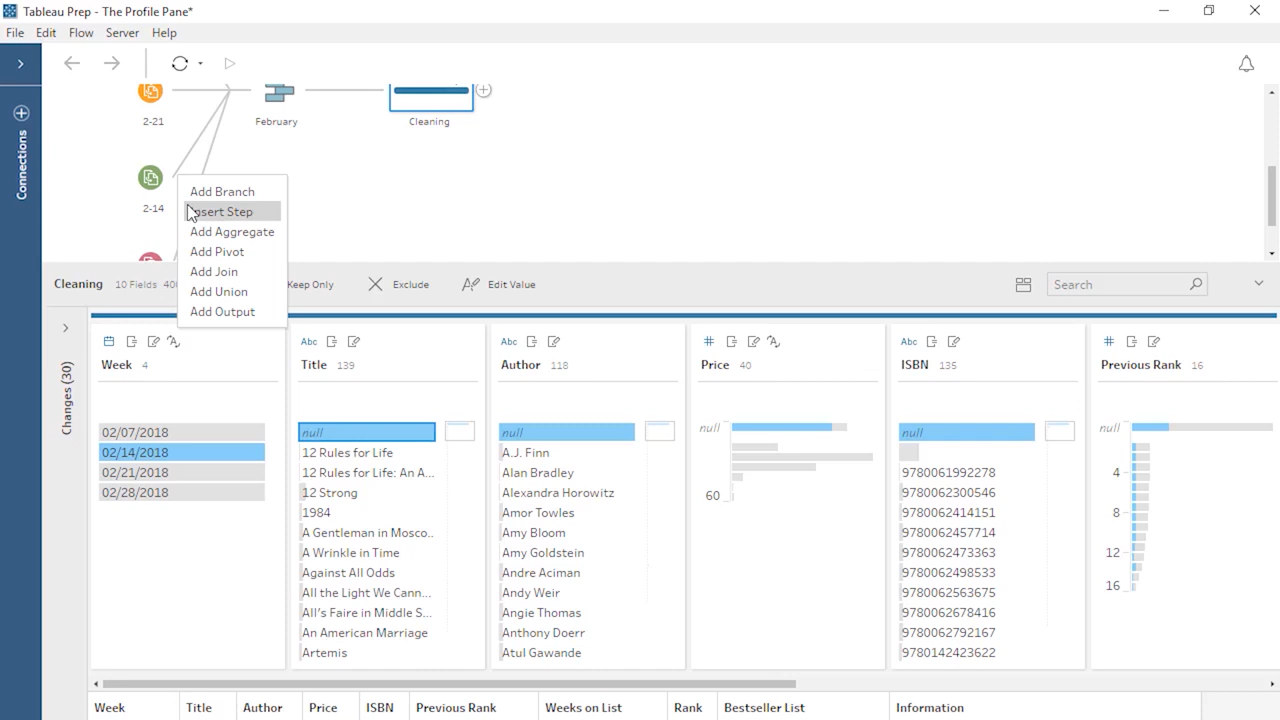 Tableau Prep - The Profile Pane*
File Edit Flow Server Help
Connections
2-21
February
Cleaning
2-14
Add Branch
Insert Step
Add Aggregate
Add Pivot
Add Join
Add Union
Add Output
Cleaning 10 Fields Keep Only Exclude Edit Value Search
Changes (30)
Abc Abc # Abc #
Week 4 Title 139 Author 118 Price 40 ISBN 135 Previous Rank 16
02/07/2018
02/14/2018
02/21/2018
02/28/2018
null
12 Rules for Life
12 Rules for Life: An A...
12 Strong
1984
A Gentleman in Mosco..
A Wrinkle in Time
Against All Odds
All the Light We Cann...
All's Faire in Middle S...
An American Marriage
Artemis
null
A.J. Finn
Alan Bradley
Alexandra Horowitz
Amor Towles
Amy Bloom
Amy Goldstein
Andre Aciman
Andy Weir
Angie Thomas
Anthony Doerr
Atul Gawande
null
60
null
9780061992278
9780062300546
9780062414151
9780062457714
9780062473363
9780062498533
9780062563675
9780062678416
9780062792167
9780142423622
null
4
8
12
16
Week Title Author Price ISBN Previous Rank Weeks on List Rank Bestseller List Information